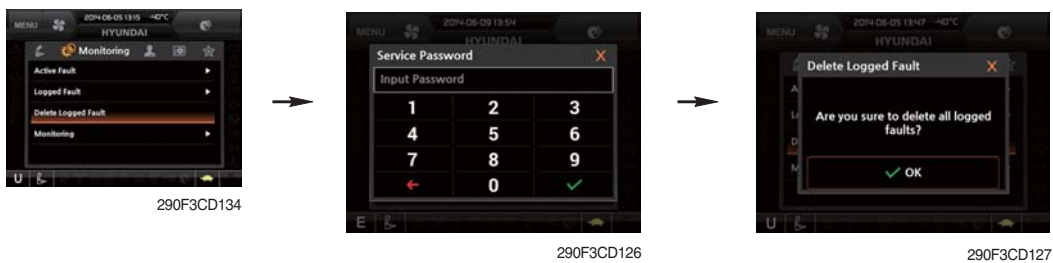 MENU
2014-06-05 13:15 -40°C
HYUNDAI
Monitoring
Active Fault
Logged Fault
Delete Logged Fault
Monitoring
U
290F3CD134
MENU
2014-06-09 13:54
HYUNDAI
Service Password X
Input Password
1 2 3
4 5 6
7 8 9
0
E
290F3CD126
MENU
2014-06-05 13:47 -40°C
HYUNDAI
Delete Logged Fault X
Are you sure to delete all logged
faults?
OK
U
290F3CD127